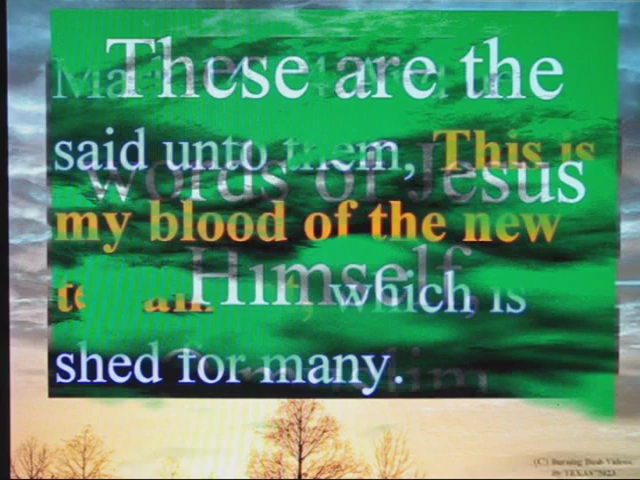 These are the
said unto them, This is
words of Jesus
my blood of the new
Himself
which is
shed for many.
(C) Burning Bush Videos